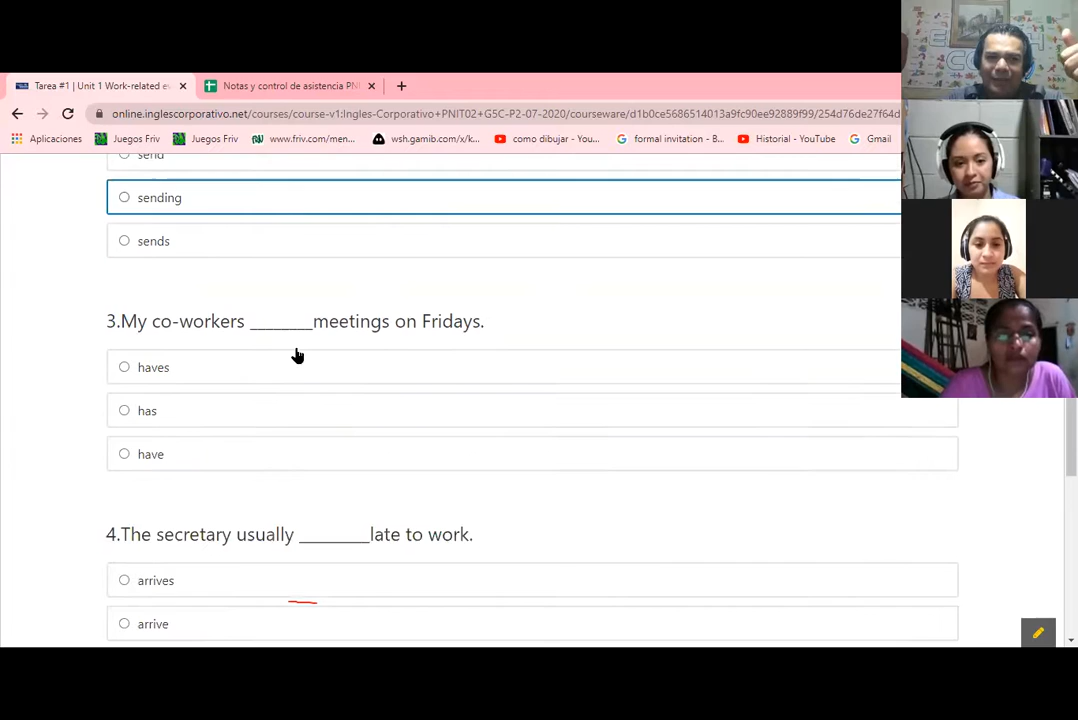 Tarea #1 | Unit 1 Work-related e
Notas y control de asistencia PNI
online.inglescorporativo.net/courses/course-v1:Ingles-Corporativo+PNIT02+G5C-P2-07-2020/courseware/d1b0ce5686514013a9fc90ee92889f99/254d76de27f64d
Aplicaciones
Juegos Friv
Juegos Friv
www.friv.com/men...
wsh.gamib.com/x/k...
como dibujar - You...
formal invitation - B...
Historial - YouTube
Gmail
send
sending
sends
3.My co-workers ________meetings on Fridays.
haves
has
have
4.The secretary usually ________late to work.
arrives
arrive